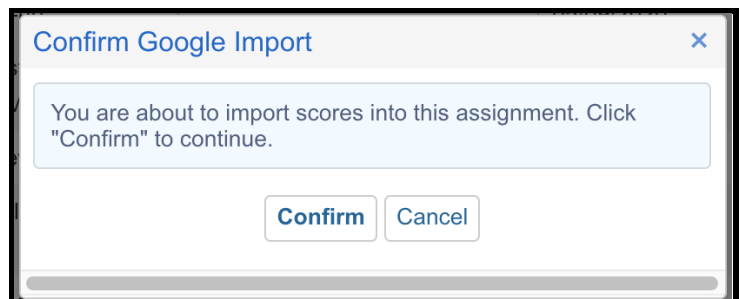 Confirm Google Import
×
You are about to import scores into this assignment. Click
"Confirm" to continue.
Confirm Cancel